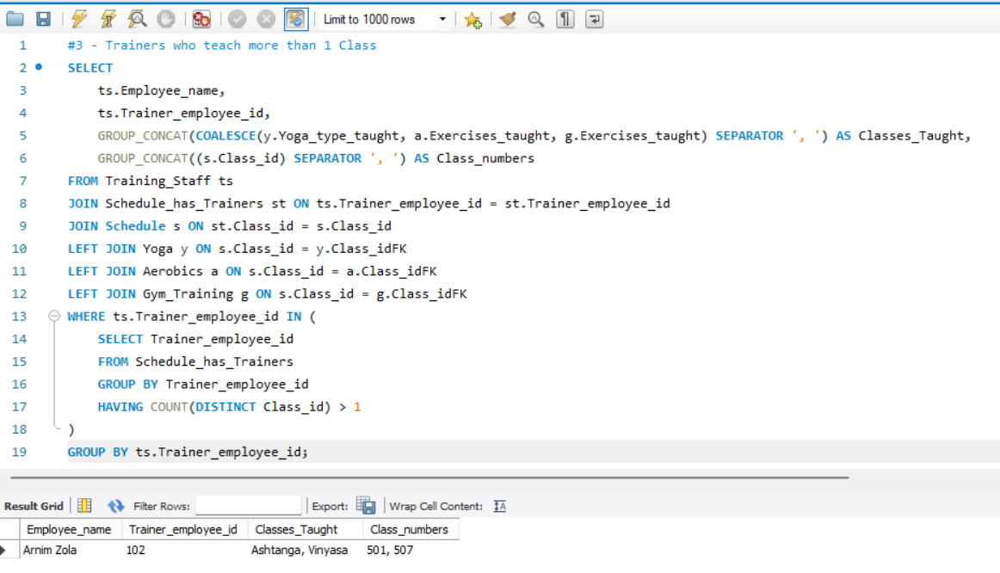 Limit to 1000 rows
1 #3 - Trainers who teach more than 1 Class
2 SELECT
3 ts.Employee_name,
4 ts.Trainer_employee_id,
5 GROUP_CONCAT(COALESCE(y.Yoga_type_taught, a.Exercises_taught, g.Exercises_taught) SEPARATOR ', ') AS Classes_Taught,
6 GROUP_CONCAT((s.Class_id) SEPARATOR ', ') AS Class_numbers
7 FROM Training_Staff ts
8 JOIN Schedule_has_Trainers st ON ts.Trainer_employee_id = st.Trainer_employee_id
9 JOIN Schedule s ON st.Class_id = s.Class_id
10 LEFT JOIN Yoga y ON s.Class_id = y.Class_idFK
11 LEFT JOIN Aerobics a ON s.Class_id = a.Class_idFK
12 LEFT JOIN Gym_Training g ON s.Class_id = g.Class_idFK
13 WHERE ts.Trainer_employee_id IN (
14 SELECT Trainer_employee_id
15 FROM Schedule_has_Trainers
16 GROUP BY Trainer_employee_id
17 HAVING COUNT(DISTINCT Class_id) > 1
18 )
19 GROUP BY ts.Trainer_employee_id;
Result Grid Filter Rows: Export: Wrap Cell Content: IA
Employee_name Trainer_employee_id Classes_Taught Class_numbers
Arnim Zola 102 Ashtanga, Vinyasa 501, 507